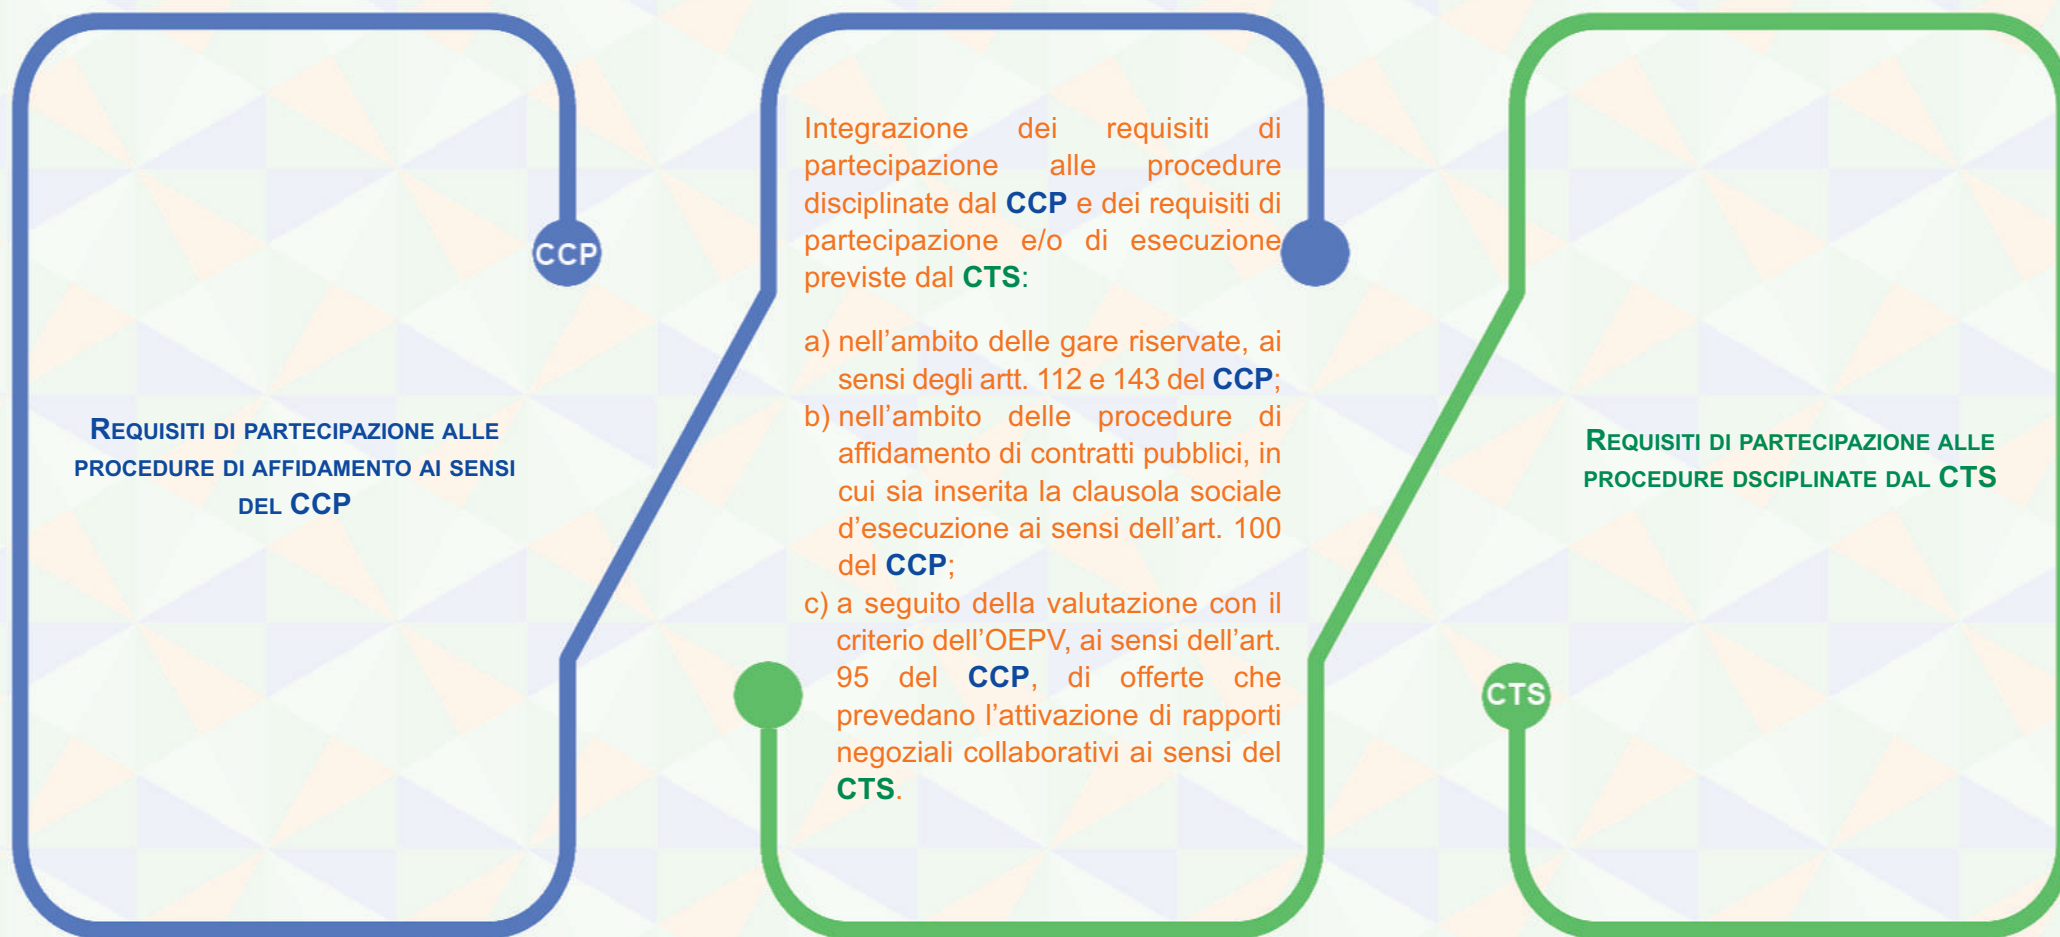 REQUISITI DI PARTECIPAZIONE ALLE
PROCEDURE DI AFFIDAMENTO AI SENSI
DEL CCP
CCP
Integrazione dei requisiti di
partecipazione alle procedure
disciplinate dal CCP e dei requisiti di
partecipazione e/o di esecuzione
previste dal CTS:
a) nell’ambito delle gare riservate, ai
sensi degli artt. 112 e 143 del CCP;
b) nell’ambito delle procedure di
affidamento di contratti pubblici, in
cui sia inserita la clausola sociale
d’esecuzione ai sensi dell’art. 100
del CCP;
c) a seguito della valutazione con il
criterio dell’OEPV, ai sensi dell’art.
95 del CCP, di offerte che
prevedano l’attivazione di rapporti
negoziali collaborativi ai sensi del
CTS.
REQUISITI DI PARTECIPAZIONE ALLE
PROCEDURE DSCIPLINATE DAL CTS
CTS